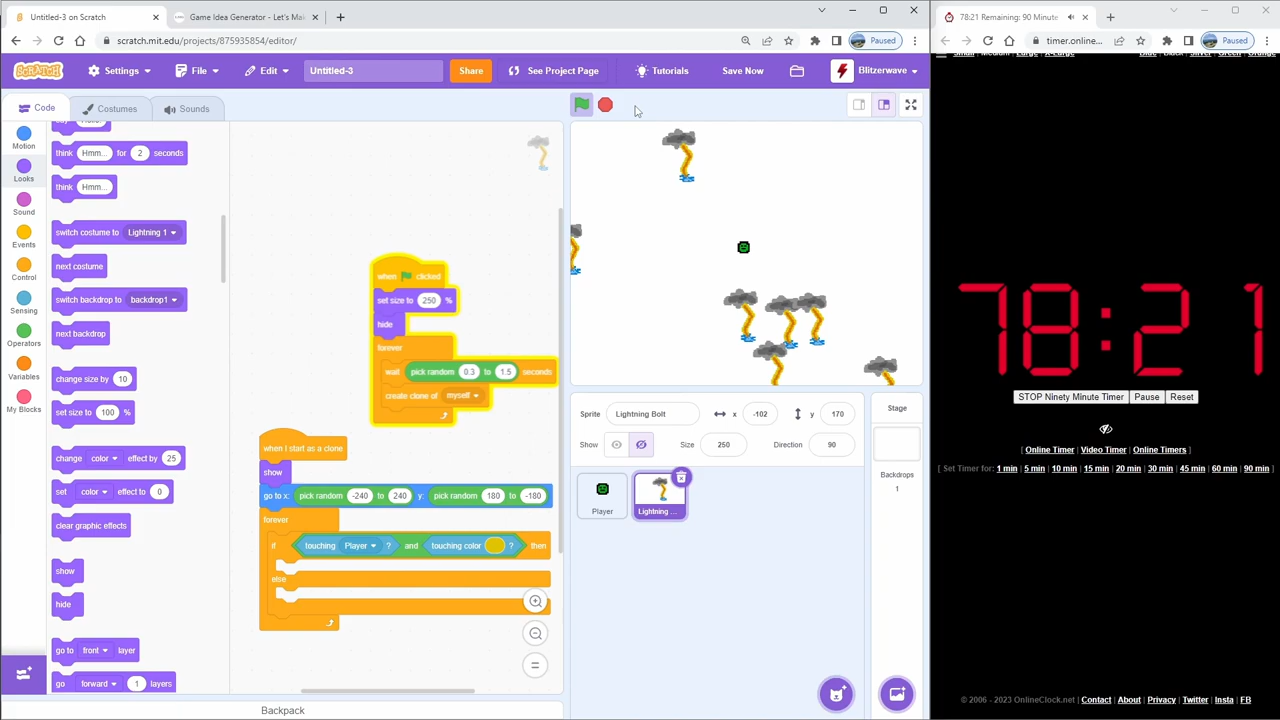 Untitled-3 on Scratch
Game Idea Generator - Let's Ma
78:21 Remaining: 90 Minute
scratch.mit.edu/projects/875935854/editor/
Paused
timer.online...
Paused
SCRATCH
Settings
File
Edit
Untitled-3
Share
See Project Page
Tutorials
Save Now
Blitzerwave
Code
Costumes
Sounds
Motion
Looks
Sound
Events
Control
Sensing
Operators
Variables
My Blocks
think Hmm... for 2 seconds
think Hmm...
switch costume to Lightning 1
next costume
switch backdrop to backdrop1
next backdrop
change size by 10
set size to 100 %
change color effect by 25
set color effect to 0
clear graphic effects
show
hide
go to front layer
go forward 1 layers
when clicked
set size to 250 %
hide
forever
wait pick random 0.3 to 1.5 seconds
create clone of myself
when I start as a clone
show
go to x: pick random -240 to 240 y: pick random 180 to -180
forever
if touching Player ? and touching color ? then
else
Backpack
Sprite Lightning Bolt x -102 y 170
Show Size 250 Direction 90
Player
Lightning ...
Stage
Backdrops
1
78:21
STOP Ninety Minute Timer Pause Reset
[ Online Timer | Video Timer | Online Timers ]
[ Set Timer for: 1 min | 5 min | 10 min | 15 min | 20 min | 30 min | 45 min | 60 min | 90 min ]
© 2006 - 2023 OnlineClock.net | Contact | About | Privacy | Twitter | Insta | FB